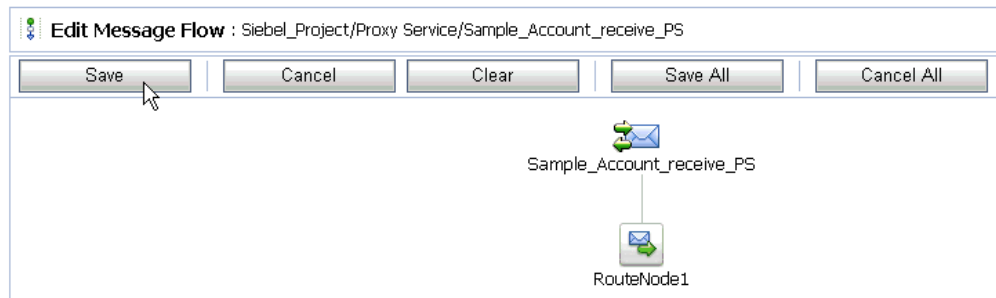 Edit Message Flow : Siebel_Project/Proxy Service/Sample_Account_receive_PS
Save Cancel Clear Save All Cancel All
Sample_Account_receive_PS
RouteNode1